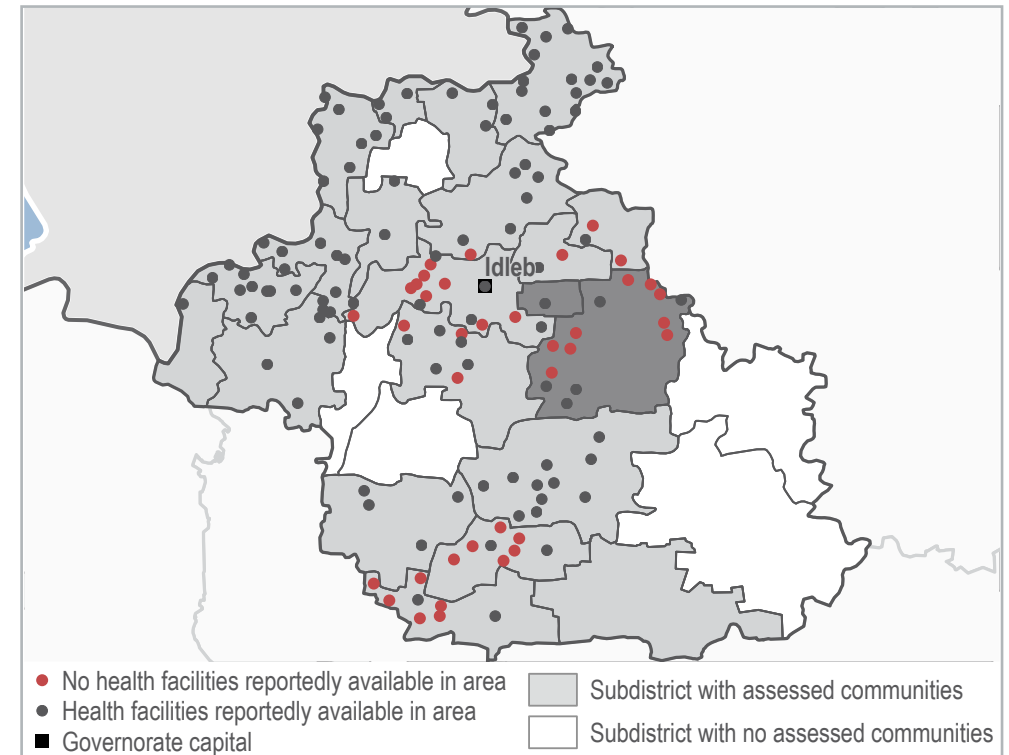 Idleb
No health facilities reportedly available in area
Health facilities reportedly available in area
Governorate capital
Subdistrict with assessed communities
Subdistrict with no assessed communities